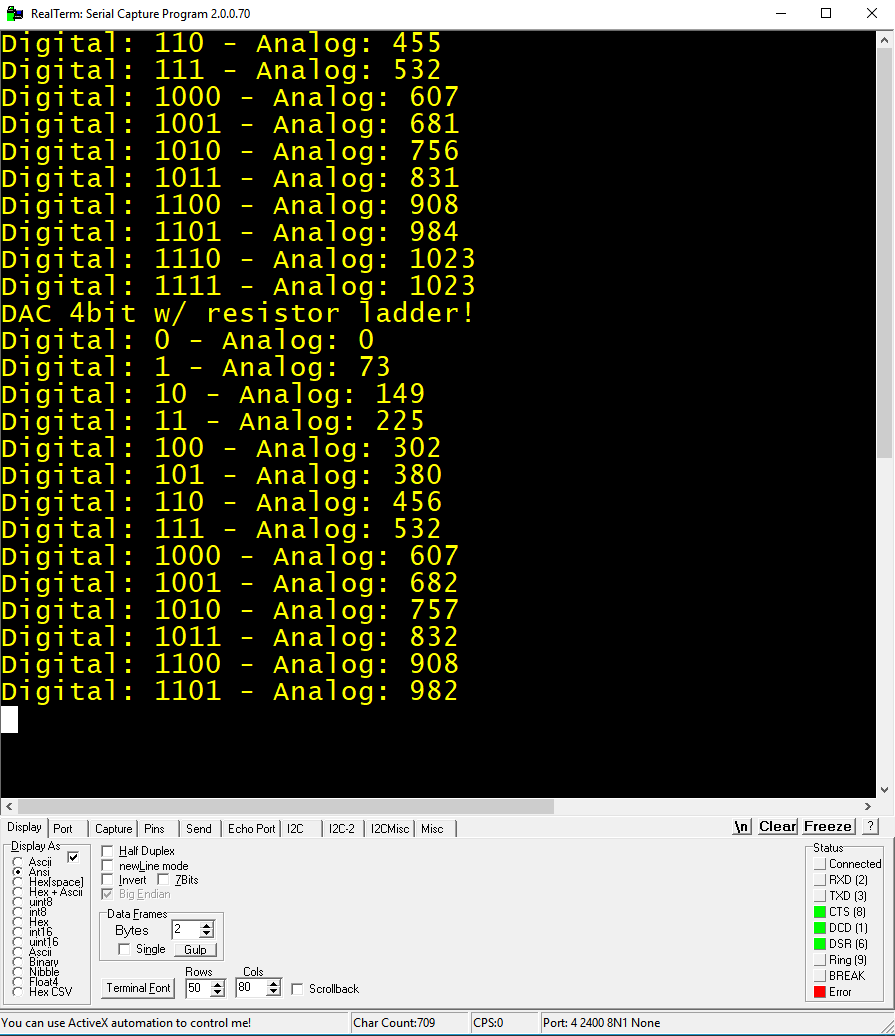 RealTerm: Serial Capture Program 2.0.0.70
Digital: 110 - Analog: 455
Digital: 111 - Analog: 532
Digital: 1000 - Analog: 607
Digital: 1001 - Analog: 681
Digital: 1010 - Analog: 756
Digital: 1011 - Analog: 831
Digital: 1100 - Analog: 908
Digital: 1101 - Analog: 984
Digital: 1110 - Analog: 1023
Digital: 1111 - Analog: 1023
DAC 4bit w/ resistor ladder!
Digital: 0 - Analog: 0
Digital: 1 - Analog: 73
Digital: 10 - Analog: 149
Digital: 11 - Analog: 225
Digital: 100 - Analog: 302
Digital: 101 - Analog: 380
Digital: 110 - Analog: 456
Digital: 111 - Analog: 532
Digital: 1000 - Analog: 607
Digital: 1001 - Analog: 682
Digital: 1010 - Analog: 757
Digital: 1011 - Analog: 832
Digital: 1100 - Analog: 908
Digital: 1101 - Analog: 982
Display Port Capture Pins Send Echo Port I2C I2C-2 I2CMisc Misc \n Clear Freeze ?
Display As
Ascii
Ansi
Hex[space]
Hex + Ascii
uint8
int8
Hex
int16
uint16
Ascii
Binary
Nibble
Float4
Hex CSV
Half Duplex
newLine mode
Invert 7Bits
Big Endian
Data Frames
Bytes 2
Single Gulp
Rows Cols
Terminal Font 50 80 Scrollback
Status
Connected
RXD (2)
TXD (3)
CTS (8)
DCD (1)
DSR (6)
Ring (9)
BREAK
Error
You can use ActiveX automation to control me! Char Count:709 CPS:0 Port: 4 2400 8N1 None